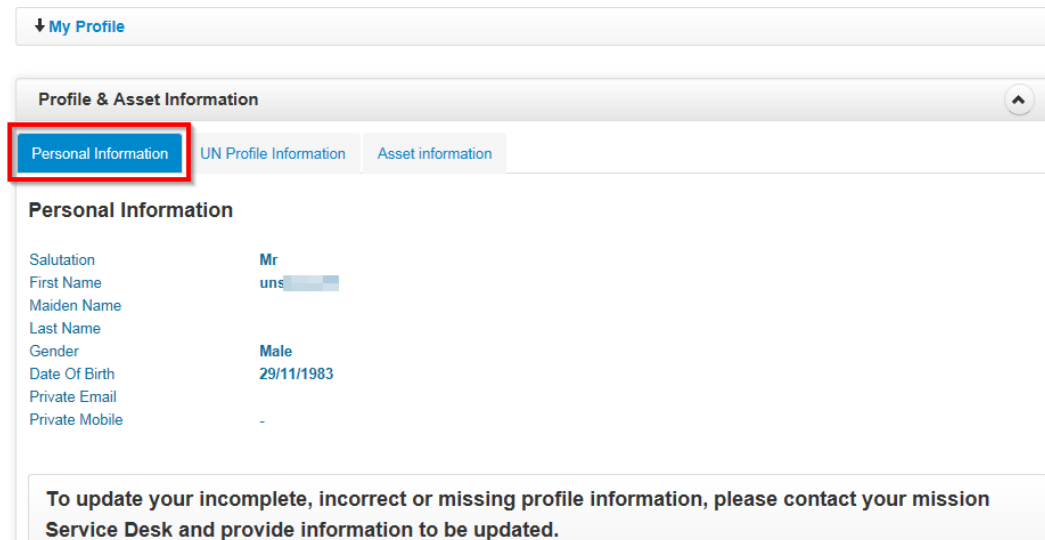 My Profile
Profile & Asset Information
Personal Information UN Profile Information Asset information
Personal Information
Salutation Mr
First Name
Maiden Name
Last Name
Gender Male
Date Of Birth 29/11/1983
Private Email
Private Mobile -
To update your incomplete, incorrect or missing profile information, please contact your mission
Service Desk and provide information to be updated.